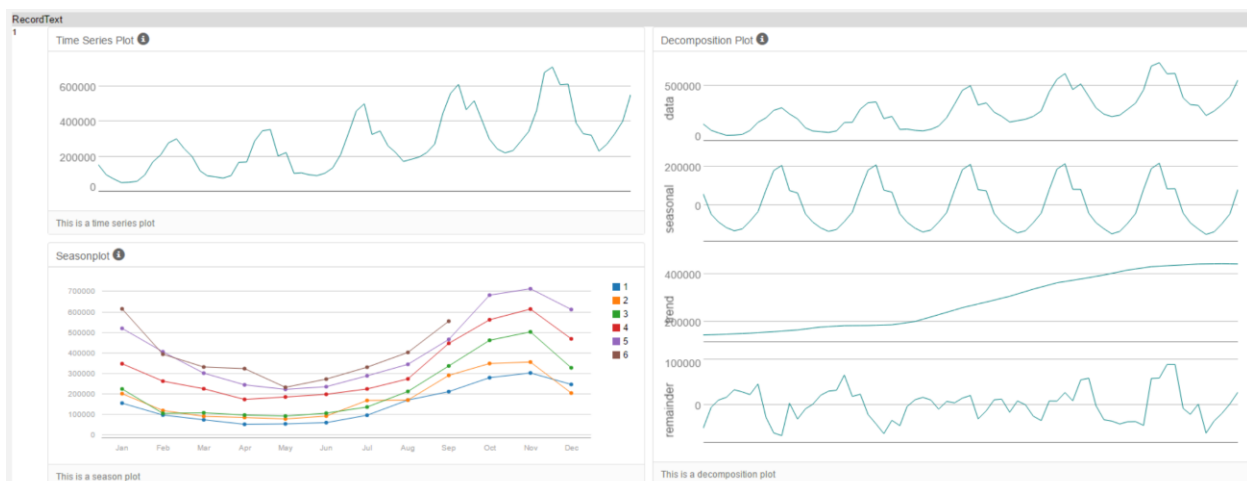 RecordText
1
Time Series Plot
600000
400000
200000
0
This is a time series plot
Seasonplot
700000
600000
500000
400000
300000
200000
100000
0
Jan Feb Mar Apr May Jun Jul Aug Sep Oct Nov Dec
1
2
3
4
5
6
This is a season plot
Decomposition Plot
data
500000
0
seasonal
200000
0
trend
400000
200000
remainder
100000
0
This is a decomposition plot